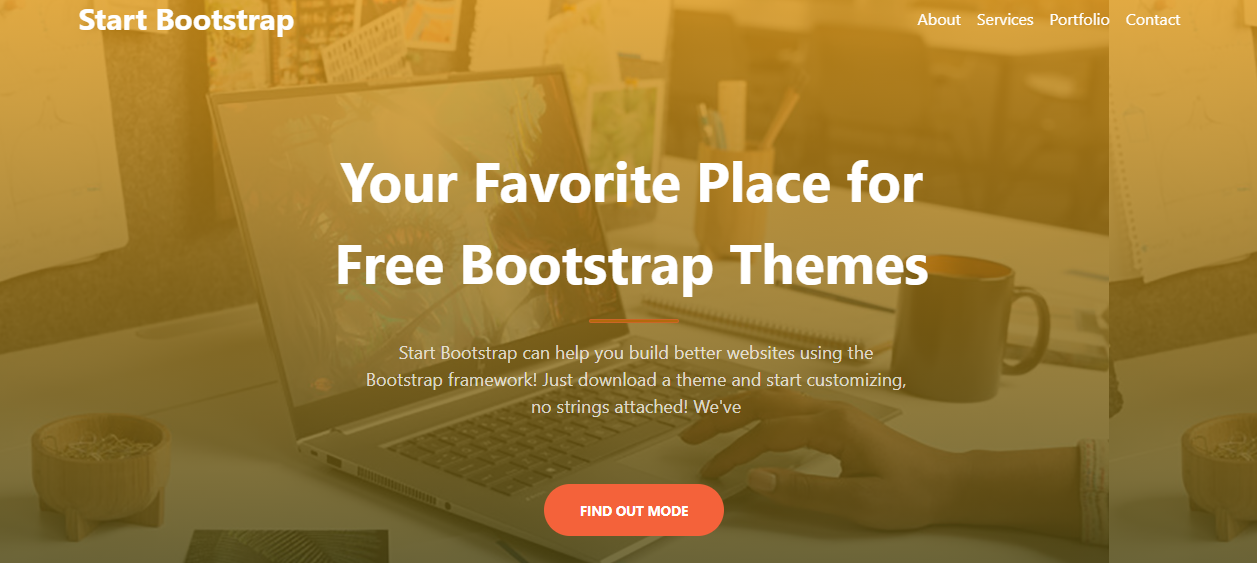 Start Bootstrap
About Services Portfolio Contact
Your Favorite Place for
Free Bootstrap Themes
Start Bootstrap can help you build better websites using the
Bootstrap framework! Just download a theme and start customizing,
no strings attached! We've
FIND OUT MODE